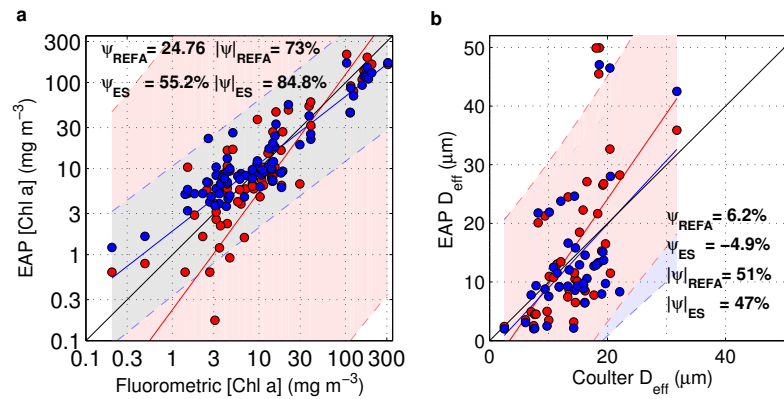 a
300
100
30
10
3
1
0.3
0.1
EAP [Chl a] (mg m−3)
ψREFA= 24.76 |ψ|REFA= 73%
ψES = 55.2% |ψ|ES = 84.8%
0.1 0.3 1 3 10 30 100 300
Fluorometric [Chl a] (mg m−3)
b
50
40
30
20
10
0
EAP Deff (μm)
ψREFA= 6.2%
ψES = −4.9%
|ψ|REFA= 51%
|ψ|ES = 47%
0 20 40
Coulter Deff (μm)